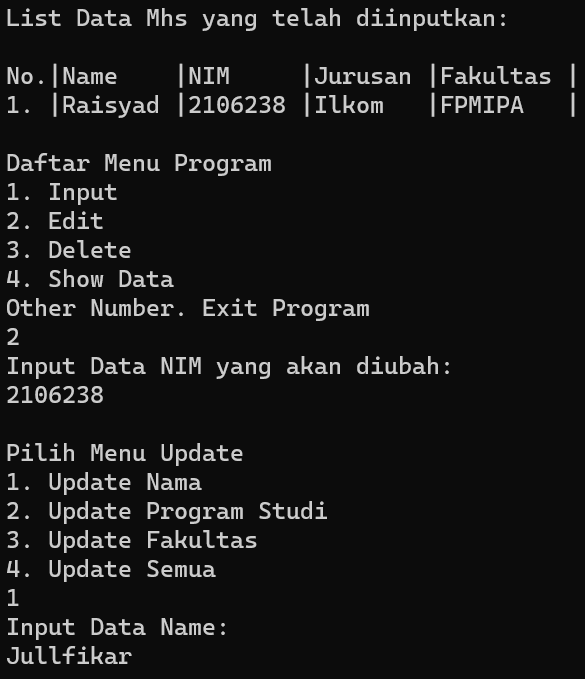 List Data Mhs yang telah diinputkan:
No.|Name    |NIM     |Jurusan |Fakultas |
1. |Raisyad |2106238 |Ilkom   |FPMIPA   |
Daftar Menu Program
1. Input
2. Edit
3. Delete
4. Show Data
Other Number. Exit Program
2
Input Data NIM yang akan diubah:
2106238
Pilih Menu Update
1. Update Nama
2. Update Program Studi
3. Update Fakultas
4. Update Semua
1
Input Data Name:
Jullfikar